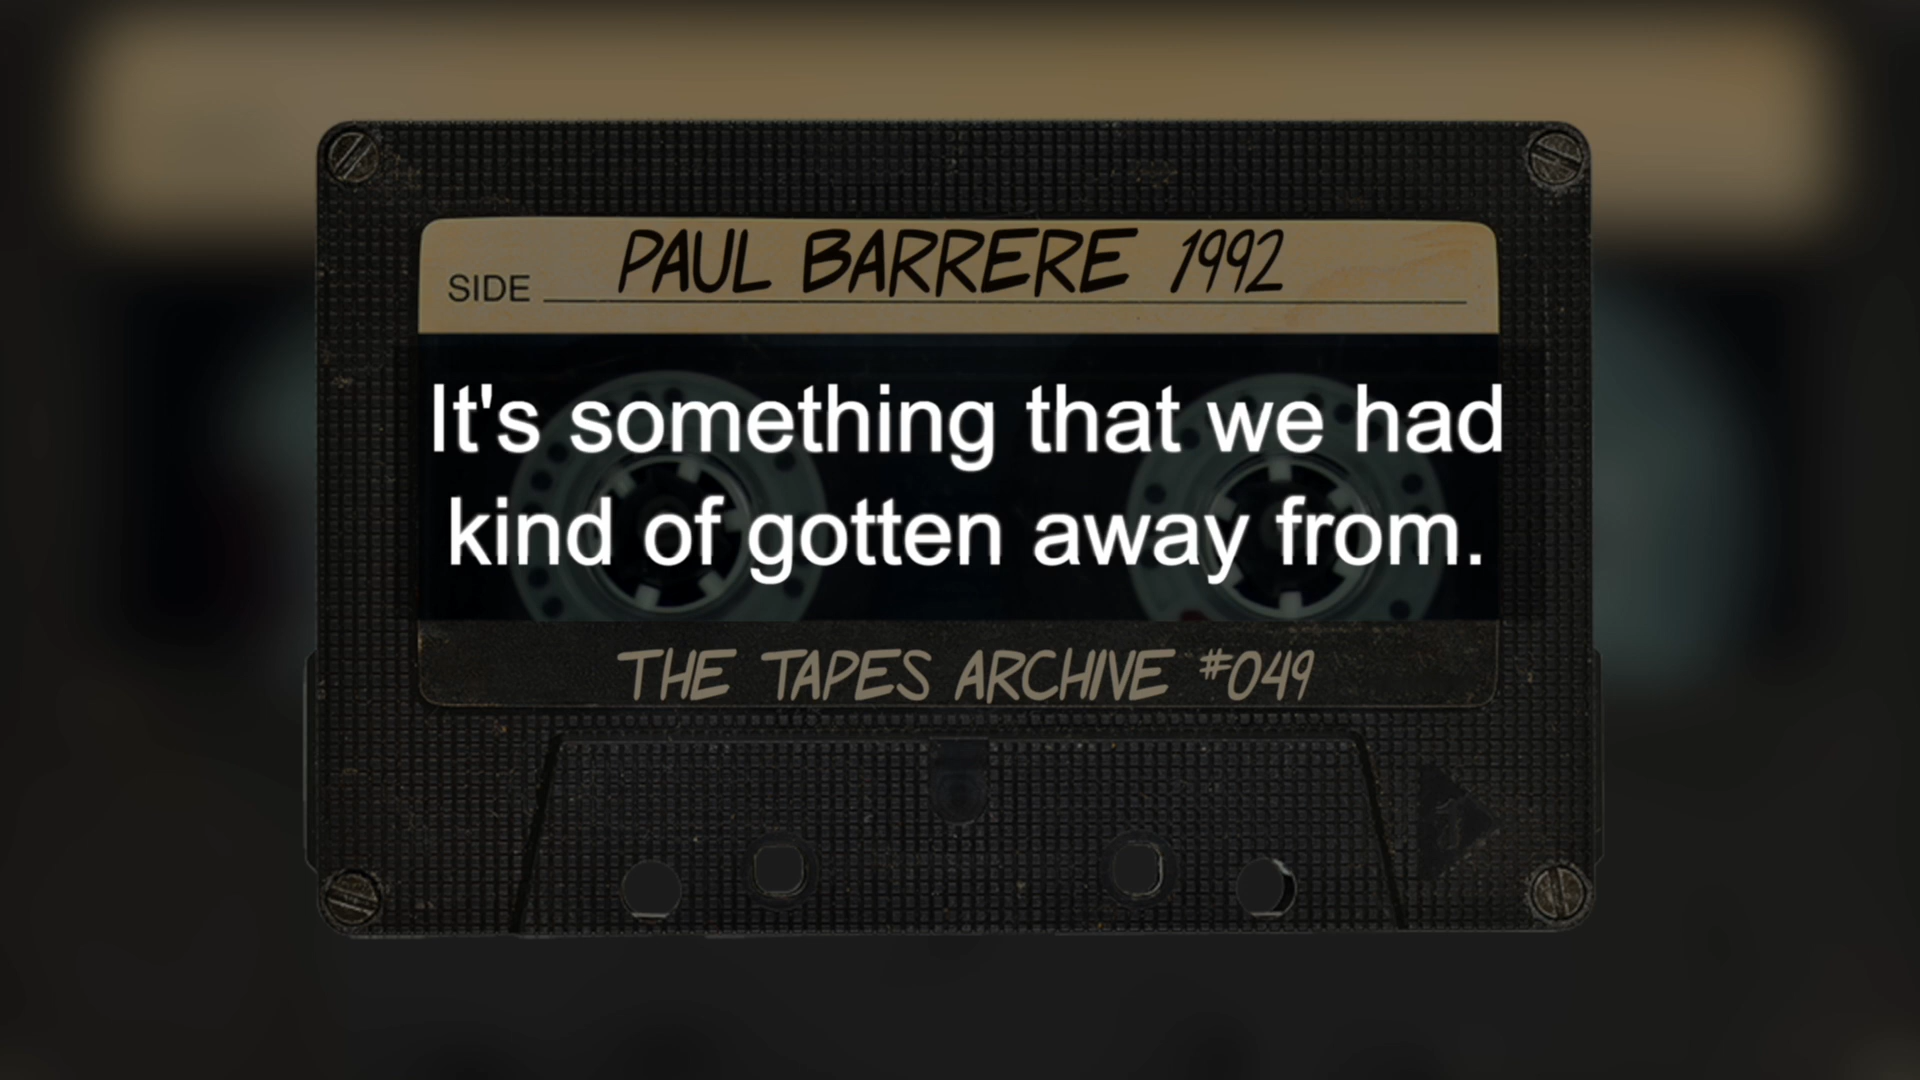 PAUL BARRERE 1992
SIDE
It's something that we had
kind of gotten away from.
THE TAPES ARCHIVE #049